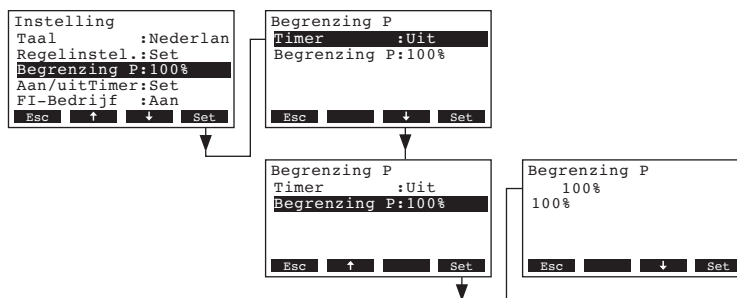 Instelling
Taal :Nederlan
Regelinstel.:Set
Begrenzing P:100%
Aan/uitTimer:Set
FI-Bedrijf :Aan
Esc ↑ ↓ Set
Begrenzing P
Timer :Uit
Begrenzing P:100%
Esc ↓ Set
Begrenzing P
Timer :Uit
Begrenzing P:100%
Esc ↑ Set
Begrenzing P
100%
100%
Esc ↓ Set